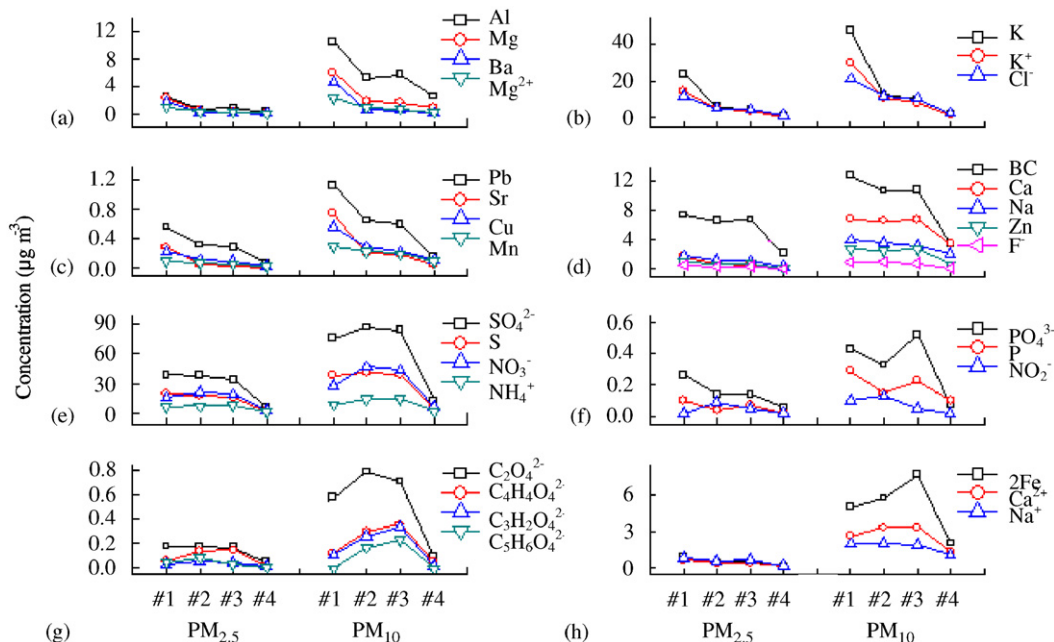 Concentration (μg m³)
12
8
4
0
(a)
Al
Mg
Ba
Mg²⁺
40
20
0
(b)
K
K⁺
Cl⁻
1.2
0.8
0.4
0.0
(c)
Pb
Sr
Cu
Mn
12
8
4
0
(d)
BC
Ca
Na
Zn
F⁻
90
60
30
0
(e)
SO₄²⁻
S
NO₃⁻
NH₄⁺
0.6
0.4
0.2
0.0
(f)
PO₄³⁻
P
NO₂⁻
0.8
0.6
0.4
0.2
0.0
C₂O₄²⁻
C₄H₄O₄²⁻
C₃H₂O₄²⁻
C₅H₆O₄²⁻
#1 #2 #3 #4 #1 #2 #3 #4
(g) PM₂.₅ PM₁₀
6
3
0
2Fe
Ca²⁺
Na⁺
#1 #2 #3 #4 #1 #2 #3 #4
(h) PM₂.₅ PM₁₀